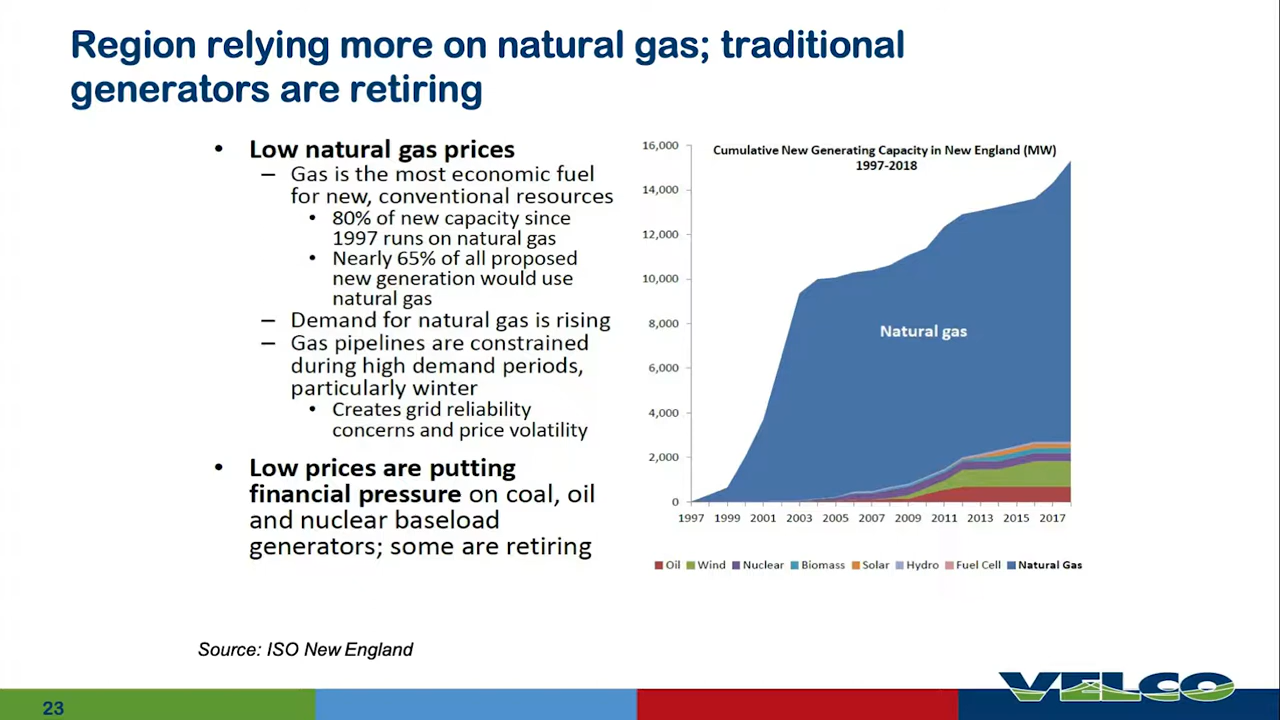 Region relying more on natural gas; traditional
generators are retiring
• Low natural gas prices
– Gas is the most economic fuel
for new, conventional resources
• 80% of new capacity since
1997 runs on natural gas
• Nearly 65% of all proposed
new generation would use
natural gas
– Demand for natural gas is rising
– Gas pipelines are constrained
during high demand periods,
particularly winter
• Creates grid reliability
concerns and price volatility
• Low prices are putting
financial pressure on coal, oil
and nuclear baseload
generators; some are retiring
Cumulative New Generating Capacity in New England (MW)
1997-2018
16,000
14,000
12,000
10,000
8,000
6,000
4,000
2,000
0
Natural gas
1997 1999 2001 2003 2005 2007 2009 2011 2013 2015 2017
Oil Wind Nuclear Biomass Solar Hydro Fuel Cell Natural Gas
Source: ISO New England
23
VELCO